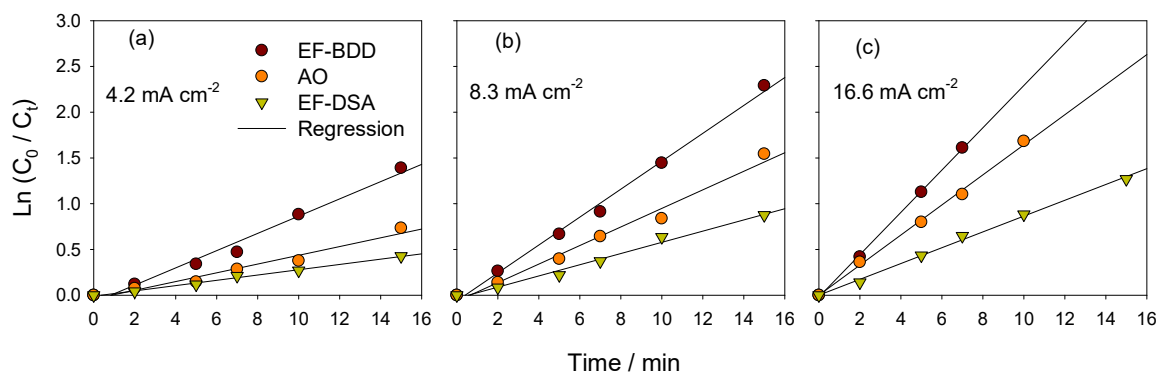 (a)
4.2 mA cm-2
EF-BDD
AO
EF-DSA
Regression
(b)
8.3 mA cm-2
(c)
16.6 mA cm-2
Ln (C0 / Ct)
3.0
2.5
2.0
1.5
1.0
0.5
0.0
0 2 4 6 8 10 12 14 16
0 2 4 6 8 10 12 14 16
0 2 4 6 8 10 12 14 16
Time / min